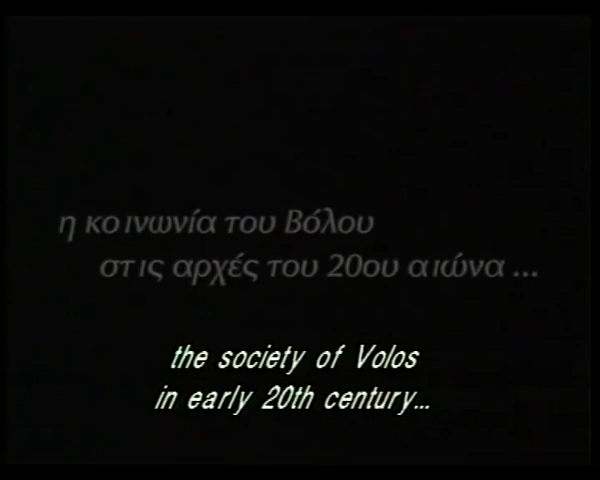 η κοινωνία του Βόλου
στις αρχές του 20ου αιώνα ...
the society of Volos
in early 20th century...